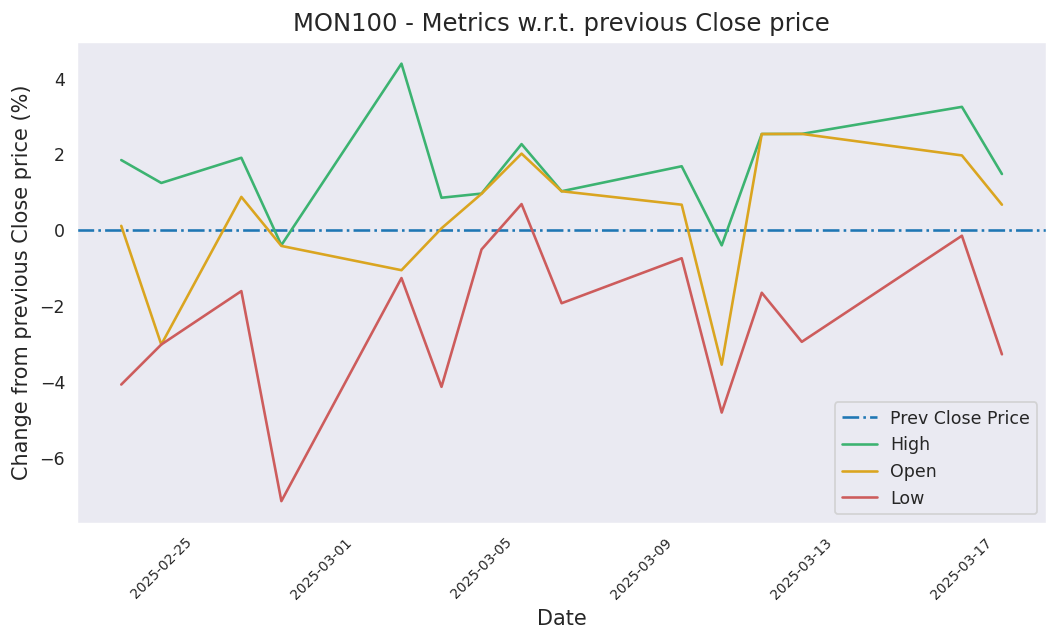 MON100 - Metrics w.r.t. previous Close price
Change from previous Close price (%)
4
2
0
−2
−4
−6
Prev Close Price
High
Open
Low
2025-02-25
2025-03-01
2025-03-05
2025-03-09
2025-03-13
2025-03-17
Date